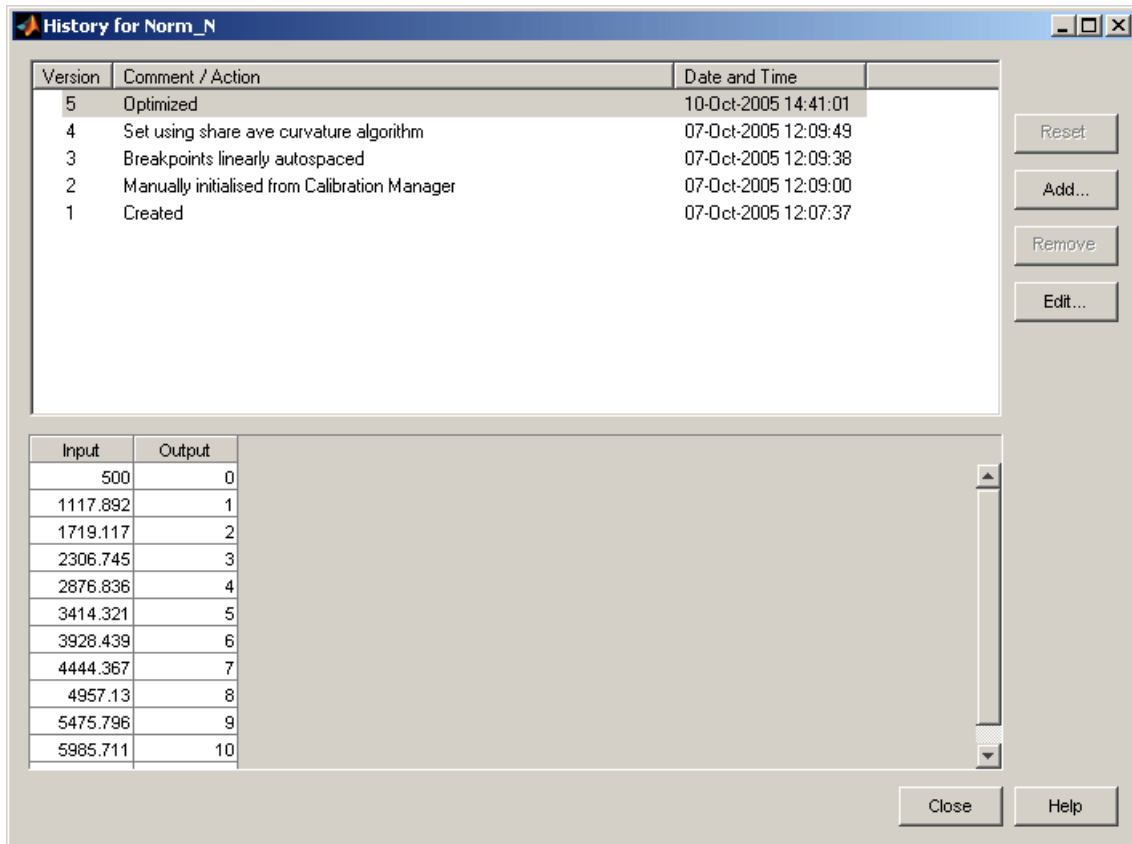 History for Norm_N
Version Comment / Action Date and Time
5 Optimized 10-Oct-2005 14:41:01
4 Set using share ave curvature algorithm 07-Oct-2005 12:09:49
3 Breakpoints linearly autospaced 07-Oct-2005 12:09:38
2 Manually initialised from Calibration Manager 07-Oct-2005 12:09:00
1 Created 07-Oct-2005 12:07:37
Reset
Add...
Remove
Edit...
Input Output
500 0
1117.892 1
1719.117 2
2306.745 3
2876.836 4
3414.321 5
3928.439 6
4444.367 7
4957.13 8
5475.796 9
5985.711 10
Close Help